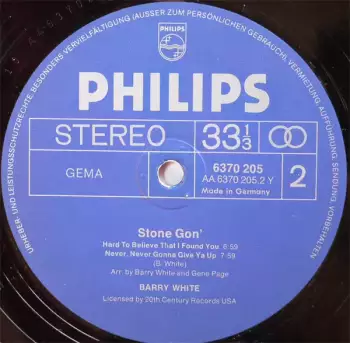 URHEBER- UND LEISTUNGSSCHUTZRECHTE, BESONDERS VERVIELFÄLTIGUNG (AUSSER ZUM PERSÖNLICHEN GEBRAUCH), VERMIETUNG, AUFFÜHRUNG, SENDUNG, VORBEHALTEN
PHILIPS
PHILIPS
STEREO 33 1/3
GEMA
6370 205
AA 6370 205.2 Y
Made in Germany
2
Stone Gon'
Hard To Believe That I Found You 6:59
Never, Never Gonna Give Ya Up 7:59
(B. White)
Arr. by Barry White and Gene Page
BARRY WHITE
Licensed by 20th Century Records USA